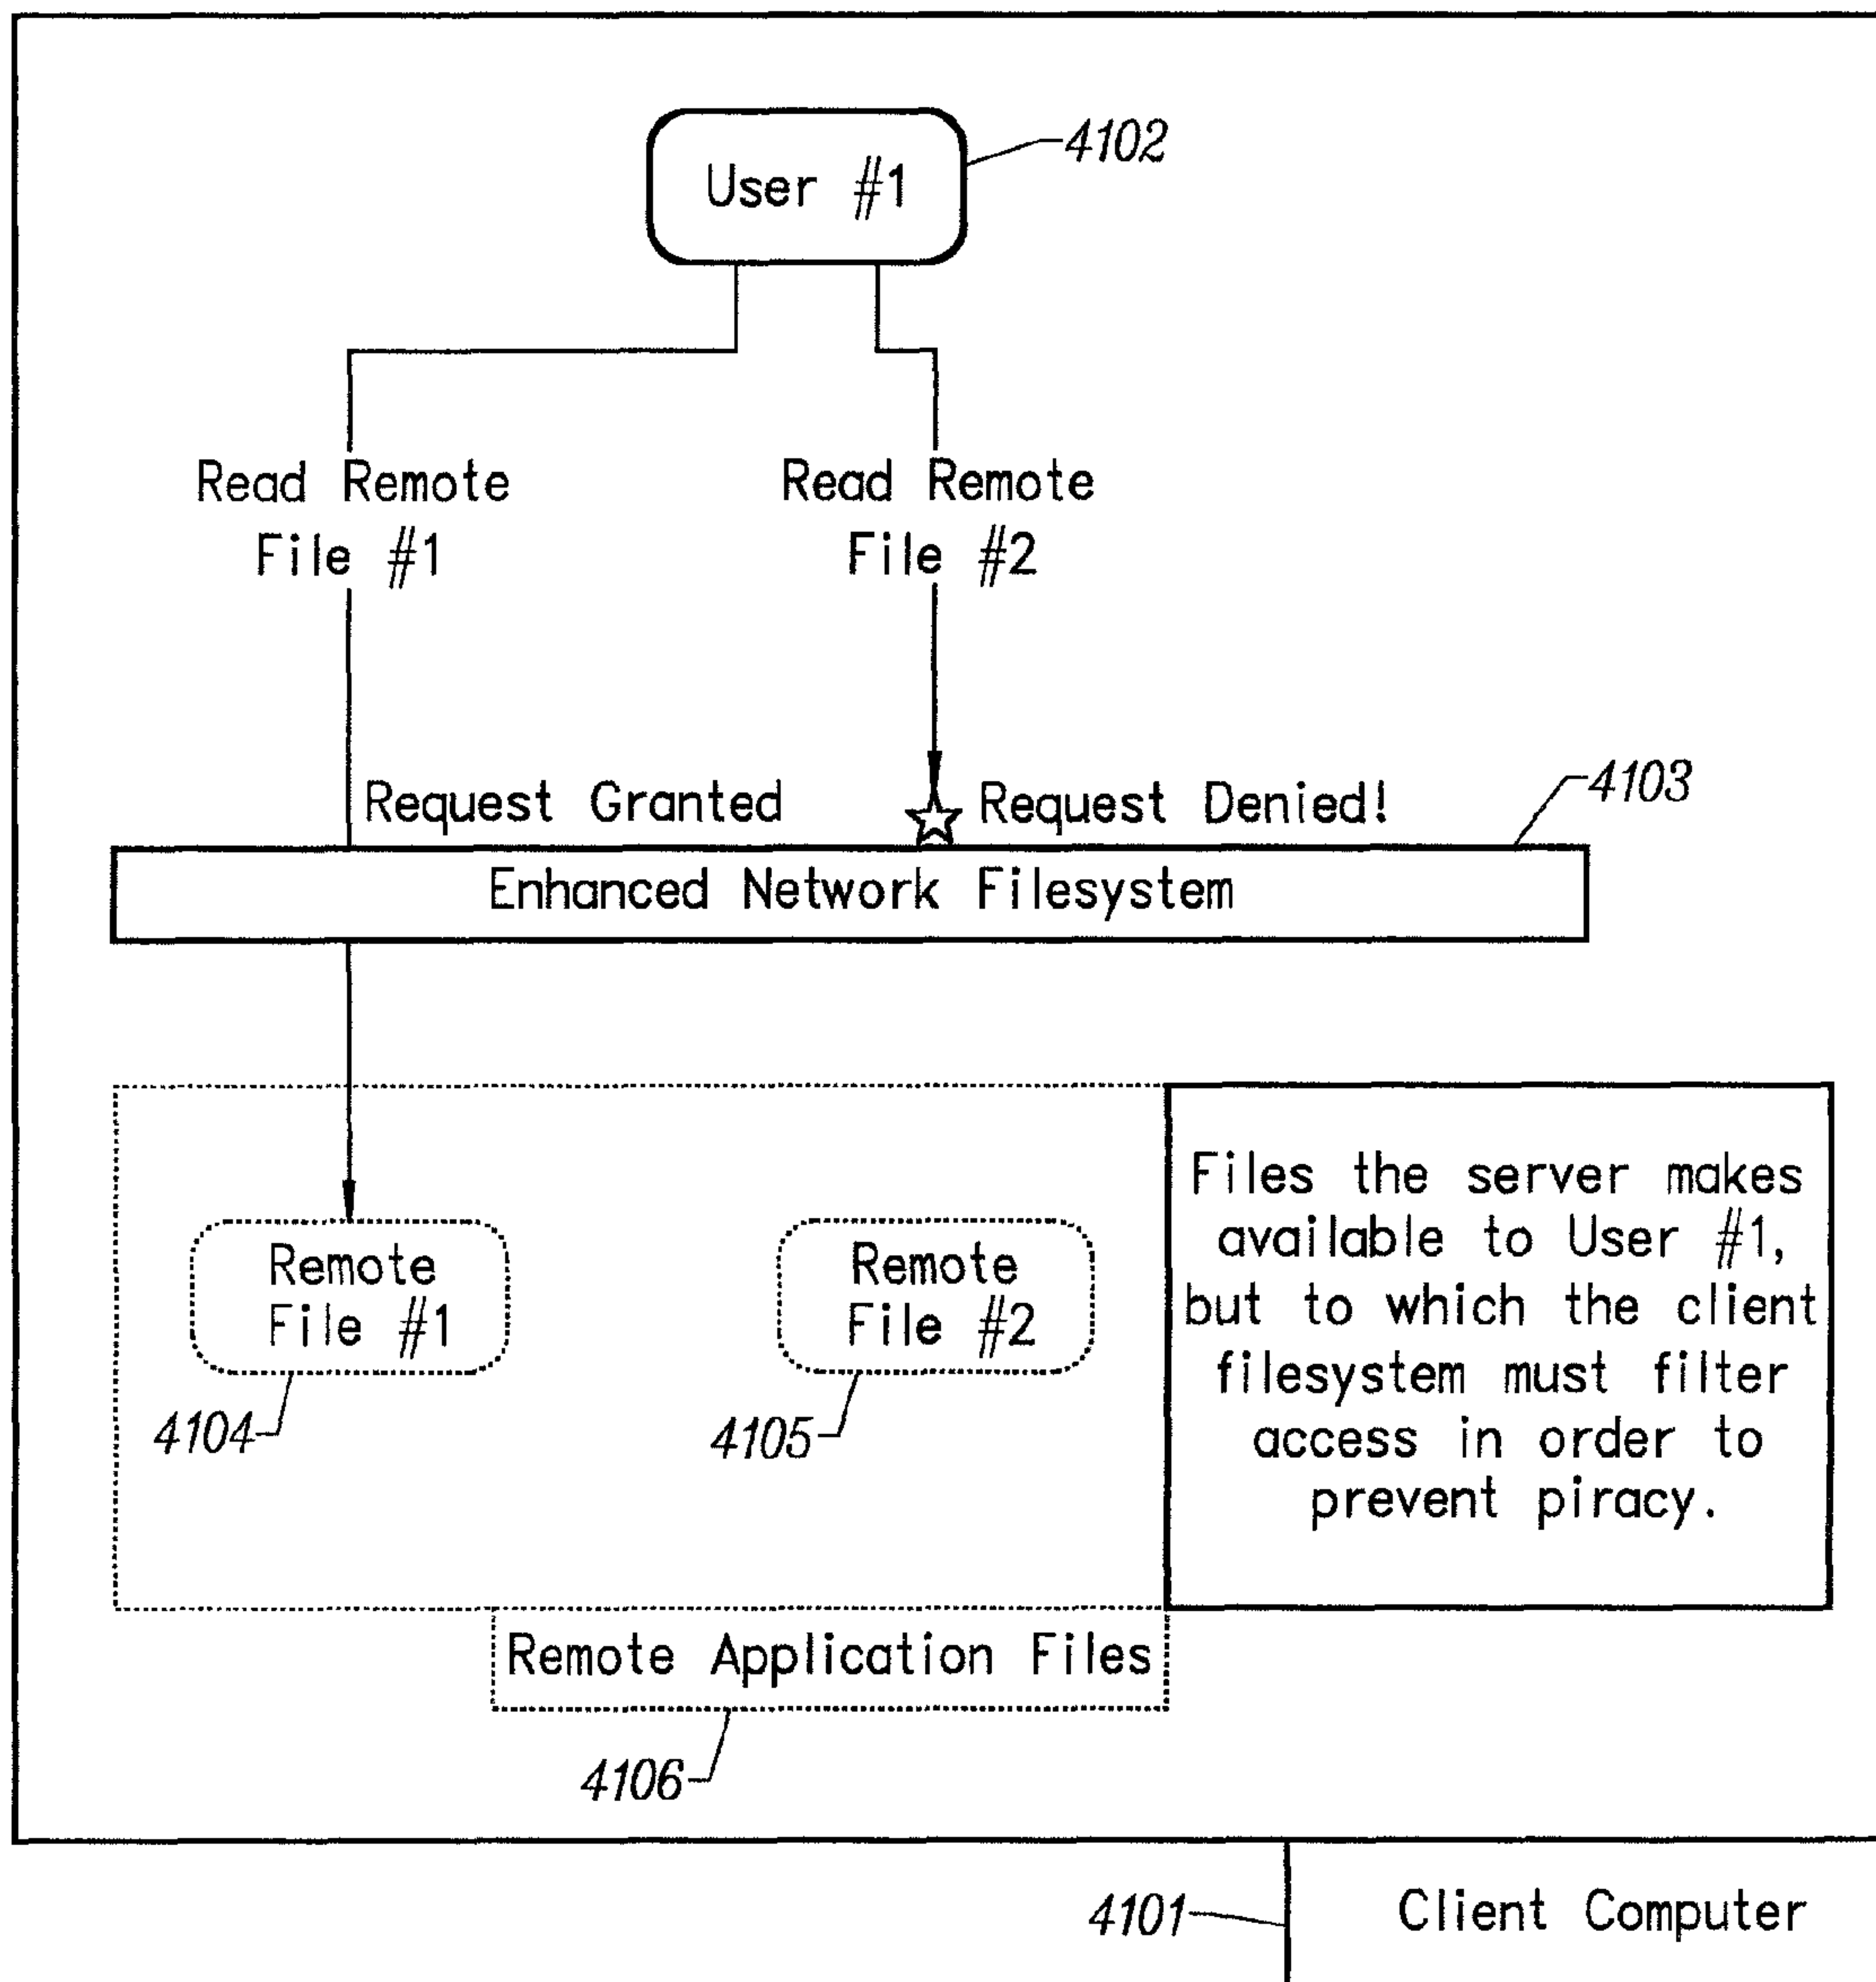 4102
User #1
Read Remote
File #1
Read Remote
File #2
4103
Request Granted
Request Denied!
Enhanced Network Filesystem
Remote
File #1
4104
Remote
File #2
4105
Files the server makes
available to User #1,
but to which the client
filesystem must filter
access in order to
prevent piracy.
Remote Application Files
4106
4101
Client Computer